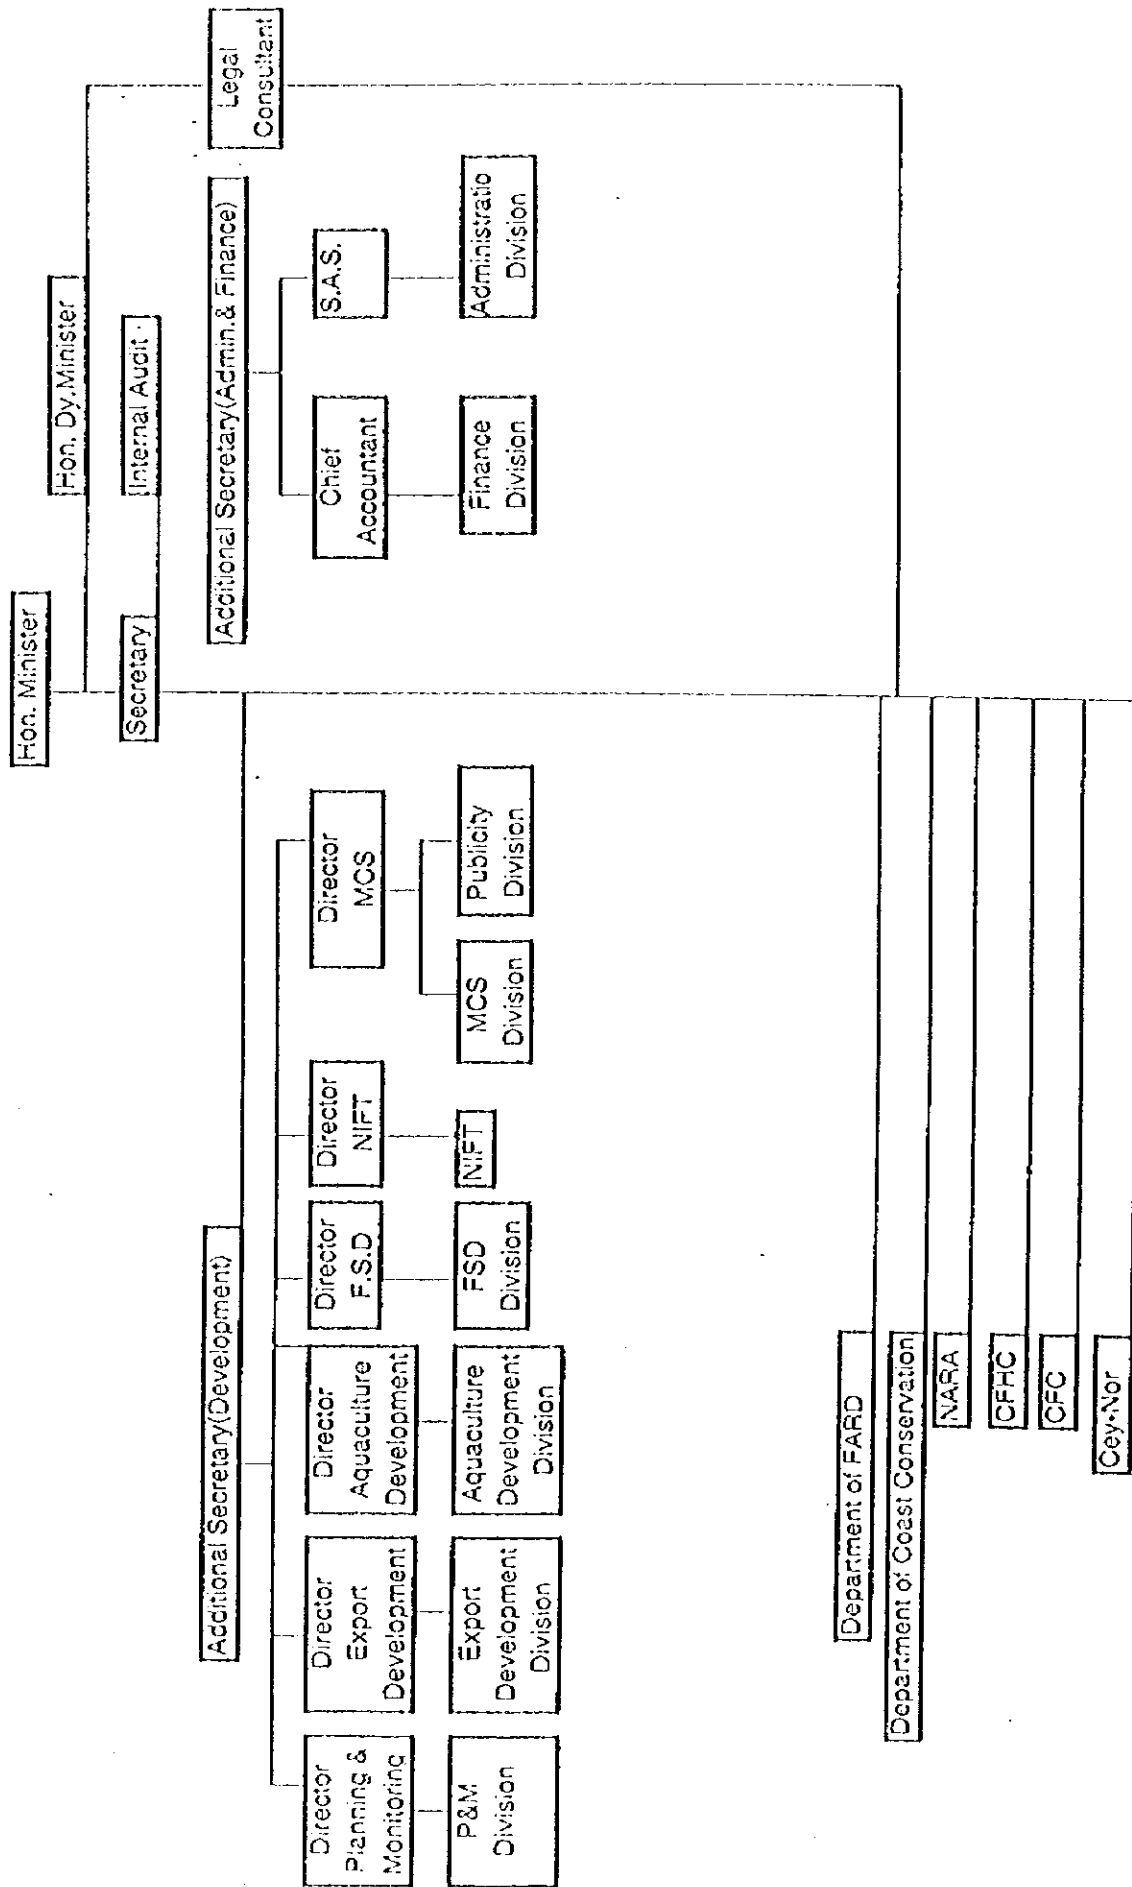 Hon. Minister
Hon. Dy.Minister
Secretary
Internal Audit
Additional Secretary(Development)
Additional Secretary(Admin.& Finance)
Legal
Consultant
Director
Planning &
Monitoring
Director
Export
Development
Director
Aquaculture
Development
Director
F.S.D
Director
NIFT
Director
MCS
Chief
Accountant
S.A.S.
P&M
Division
Export
Development
Division
Aquaculture
Development
Division
FSD
Division
NIFT
MCS
Division
Publicity
Division
Finance
Division
Administratio
Division
Department of FARD
Department of Coast Conservation
NARA
CFHC
CFC
Cey-Nor